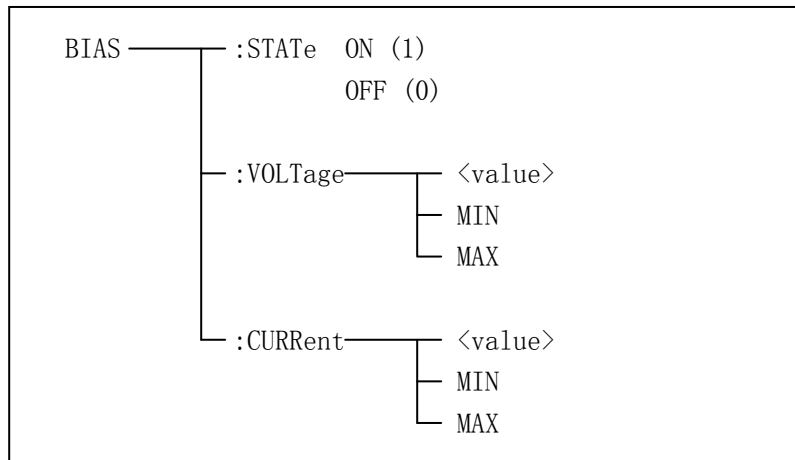 BIAS :STATe ON (1)
OFF (0)
:VOLTage <value>
MIN
MAX
:CURRent <value>
MIN
MAX